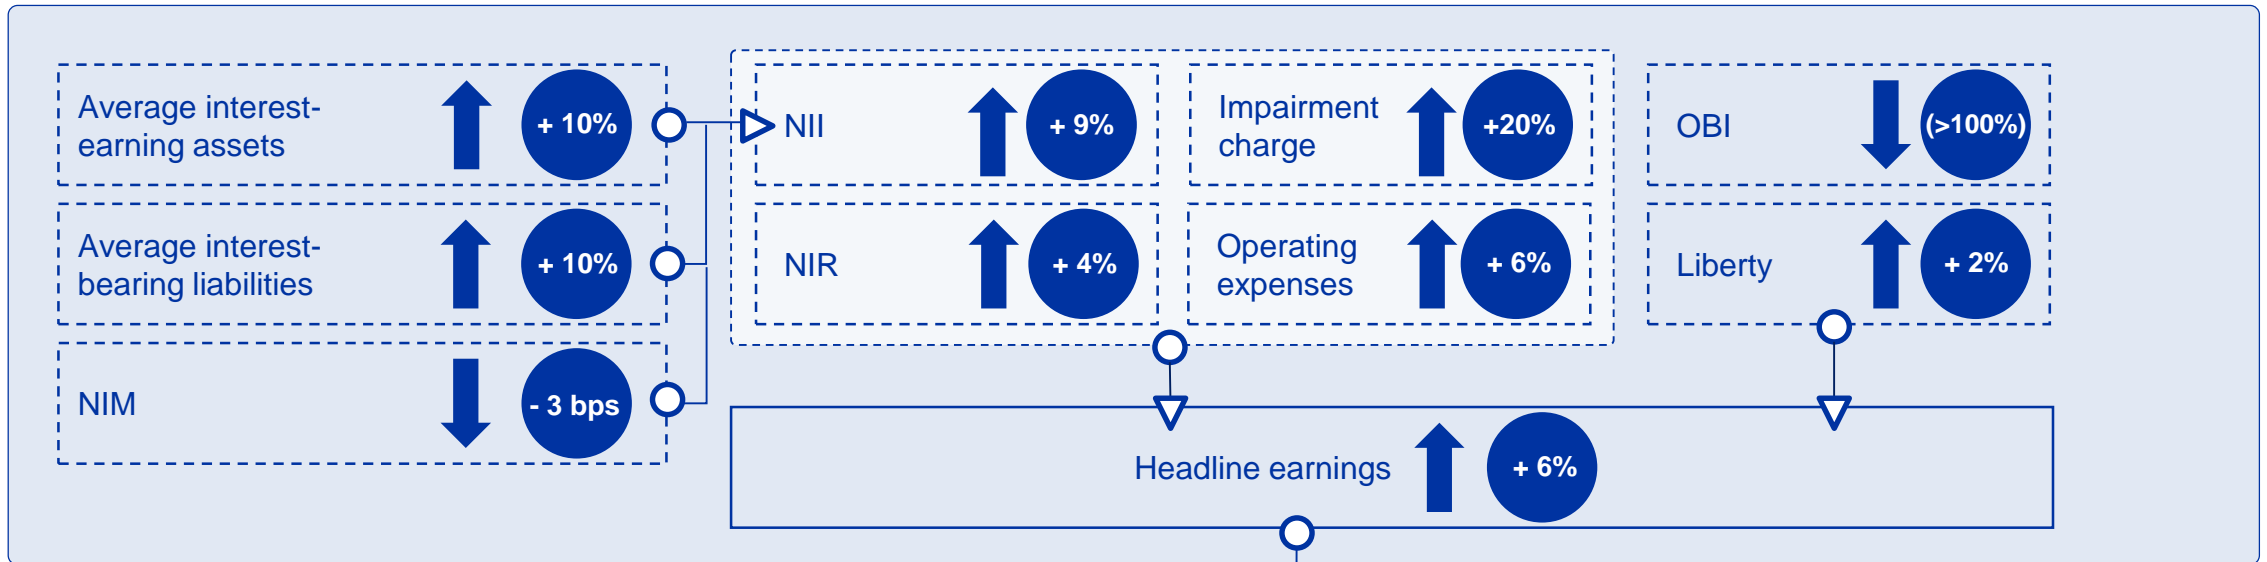 Average interest-
earning assets
+ 10%
Average interest-
bearing liabilities
+ 10%
NIM
- 3 bps
NII
+ 9%
NIR
+ 4%
Impairment
charge
+20%
Operating
expenses
+ 6%
OBI
(>100%)
Liberty
+ 2%
Headline earnings
+ 6%